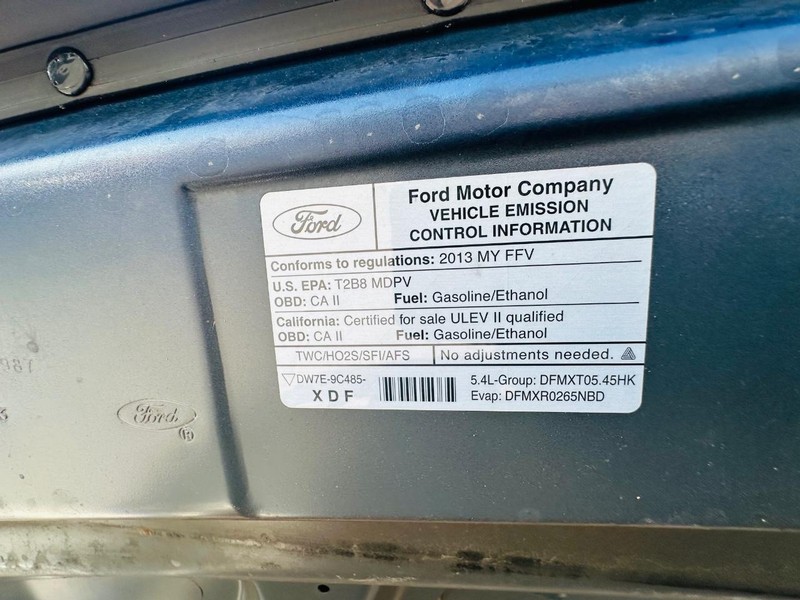 Ford
Ford Motor Company
VEHICLE EMISSION
CONTROL INFORMATION
Conforms to regulations: 2013 MY FFV
U.S. EPA: T2B8 MDPV
OBD: CA II Fuel: Gasoline/Ethanol
California: Certified for sale ULEV II qualified
OBD: CA II Fuel: Gasoline/Ethanol
TWC/HO2S/SFI/AFS No adjustments needed.
DW7E-9C485- 5.4L-Group: DFMXT05.45HK
X D F Evap: DFMXR0265NBD
Ford